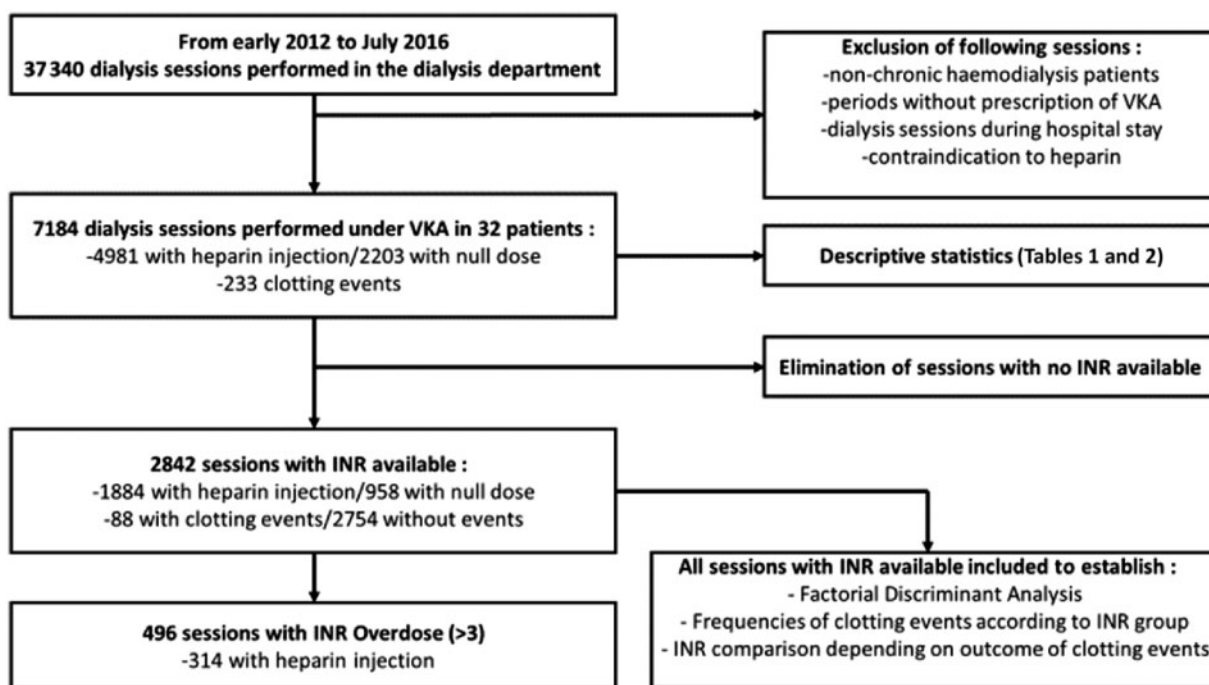 From early 2012 to July 2016
37 340 dialysis sessions performed in the dialysis department
Exclusion of following sessions :
-non-chronic haemodialysis patients
-periods without prescription of VKA
-dialysis sessions during hospital stay
-contraindication to heparin
7184 dialysis sessions performed under VKA in 32 patients :
-4981 with heparin injection/2203 with null dose
-233 clotting events
Descriptive statistics (Tables 1 and 2)
Elimination of sessions with no INR available
2842 sessions with INR available :
-1884 with heparin injection/958 with null dose
-88 with clotting events/2754 without events
All sessions with INR available included to establish :
- Factorial Discriminant Analysis
- Frequencies of clotting events according to INR group
- INR comparison depending on outcome of clotting events
496 sessions with INR Overdose (>3)
-314 with heparin injection